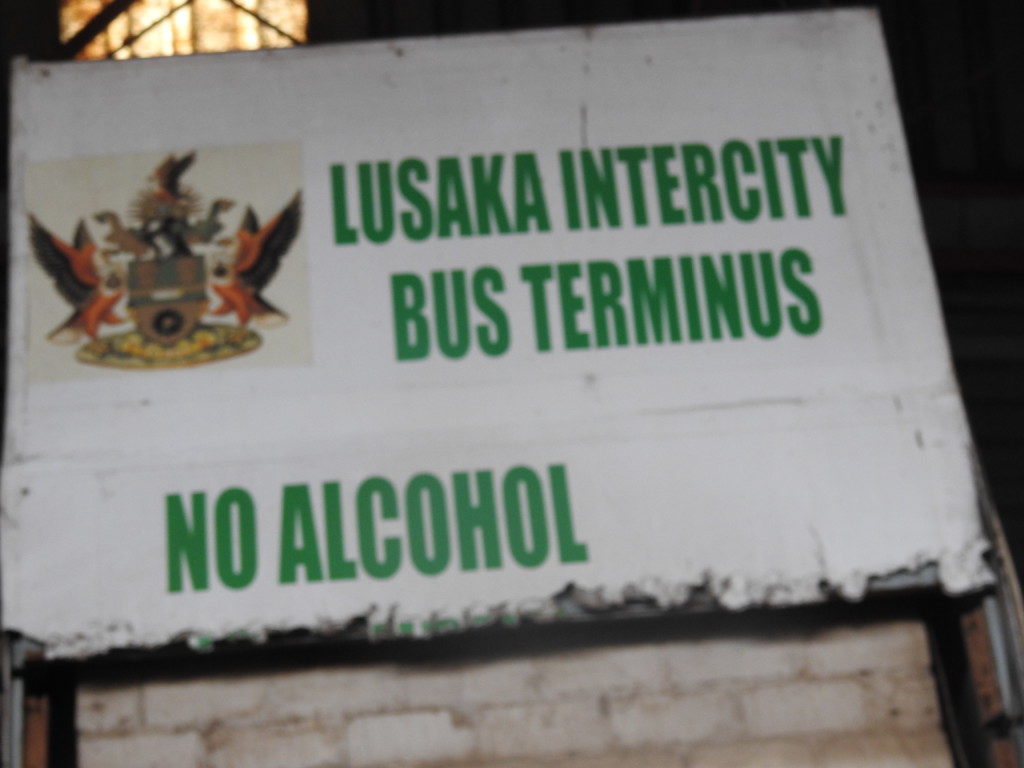 LUSAKA INTERCITY
BUS TERMINUS
NO ALCOHOL